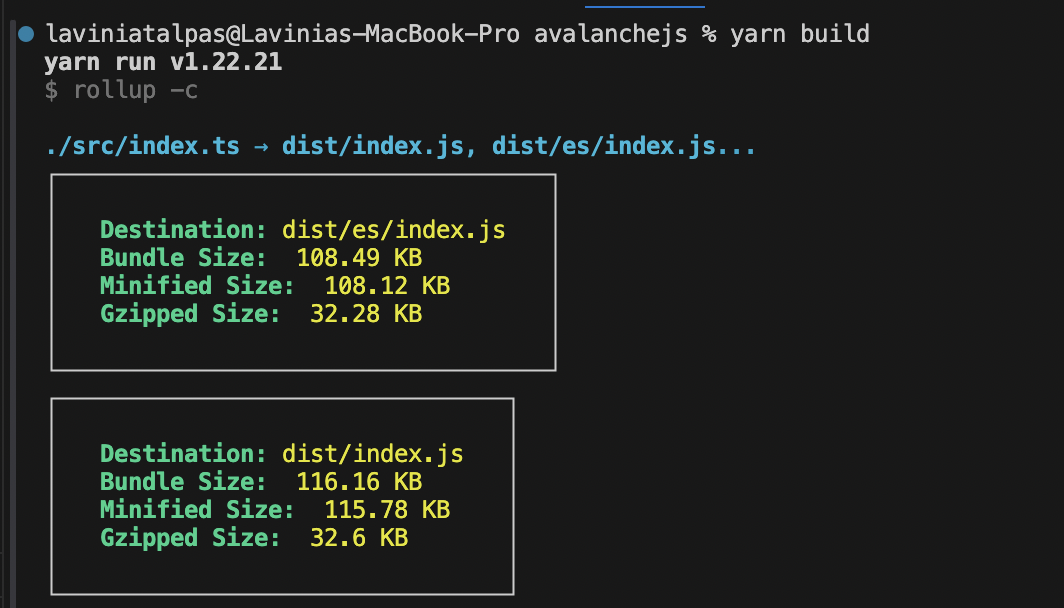 laviniatalpas@Lavinias-MacBook-Pro avalanchejs % yarn build
yarn run v1.22.21
$ rollup -c
./src/index.ts → dist/index.js, dist/es/index.js...
Destination: dist/es/index.js
Bundle Size:  108.49 KB
Minified Size:  108.12 KB
Gzipped Size:  32.28 KB
Destination: dist/index.js
Bundle Size:  116.16 KB
Minified Size:  115.78 KB
Gzipped Size:  32.6 KB